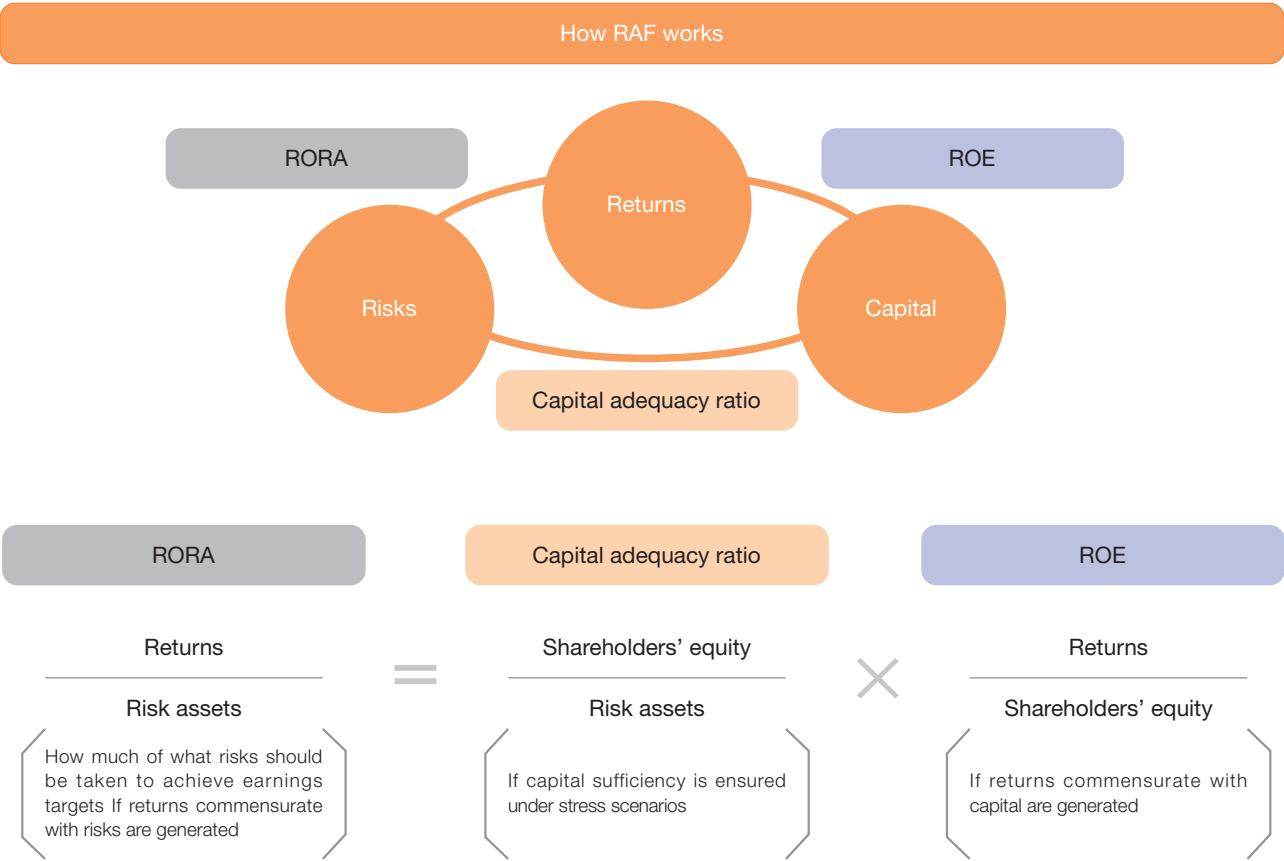 How RAF works
RORA
ROE
Returns
Risks
Capital
Capital adequacy ratio
RORA
Capital adequacy ratio
ROE
Returns
Risk assets
=
Shareholders’ equity
Risk assets
×
Returns
Shareholders’ equity
How much of what risks should
be taken to achieve earnings
targets If returns commensurate
with risks are generated
If capital sufficiency is ensured
under stress scenarios
If returns commensurate with
capital are generated